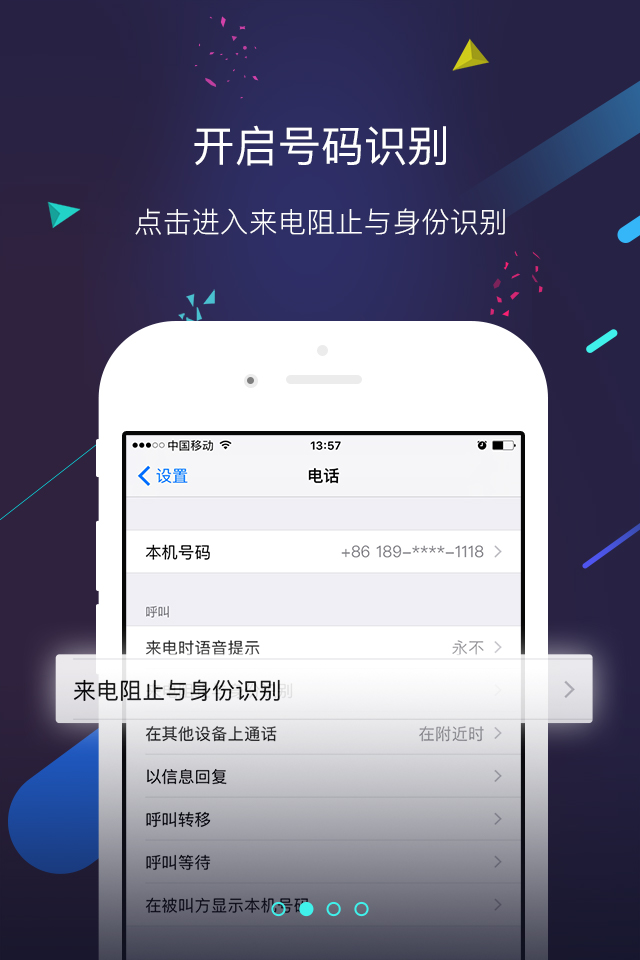 开启号码识别
点击进入来电阻止与身份识别
中国移动 13:57
设置 电话
本机号码 +86 189-****-1118
呼叫
来电时语音提示 永不
来电阻止与身份识别
在其他设备上通话 在附近时
以信息回复
呼叫转移
呼叫等待
在被叫方显示本机号码